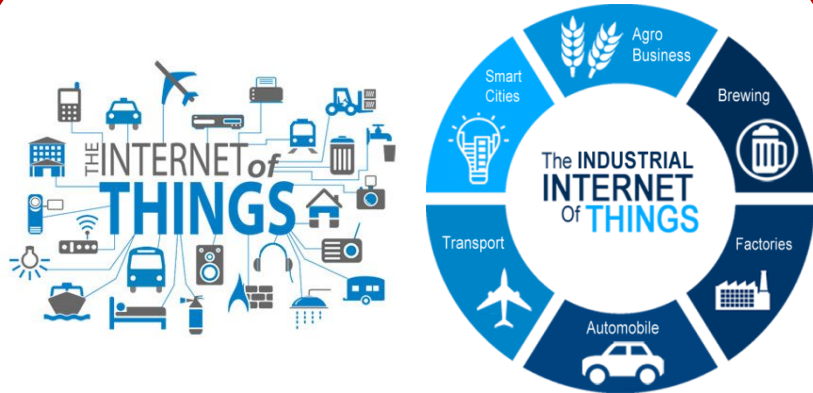 THE
INTERNET of
THINGS
Agro
Business
Smart
Cities
Brewing
The INDUSTRIAL
INTERNET
Of THINGS
Transport
Factories
Automobile